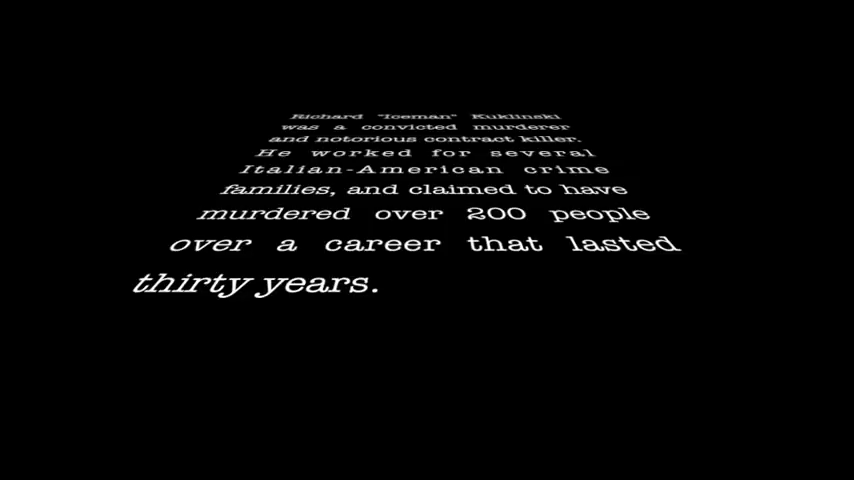 Richard "Iceman" Kuklinski
was a convicted murderer
and notorious contract killer.
He worked for several
Italian-American crime
families, and claimed to have
murdered over 200 people
over a career that lasted
thirty years.